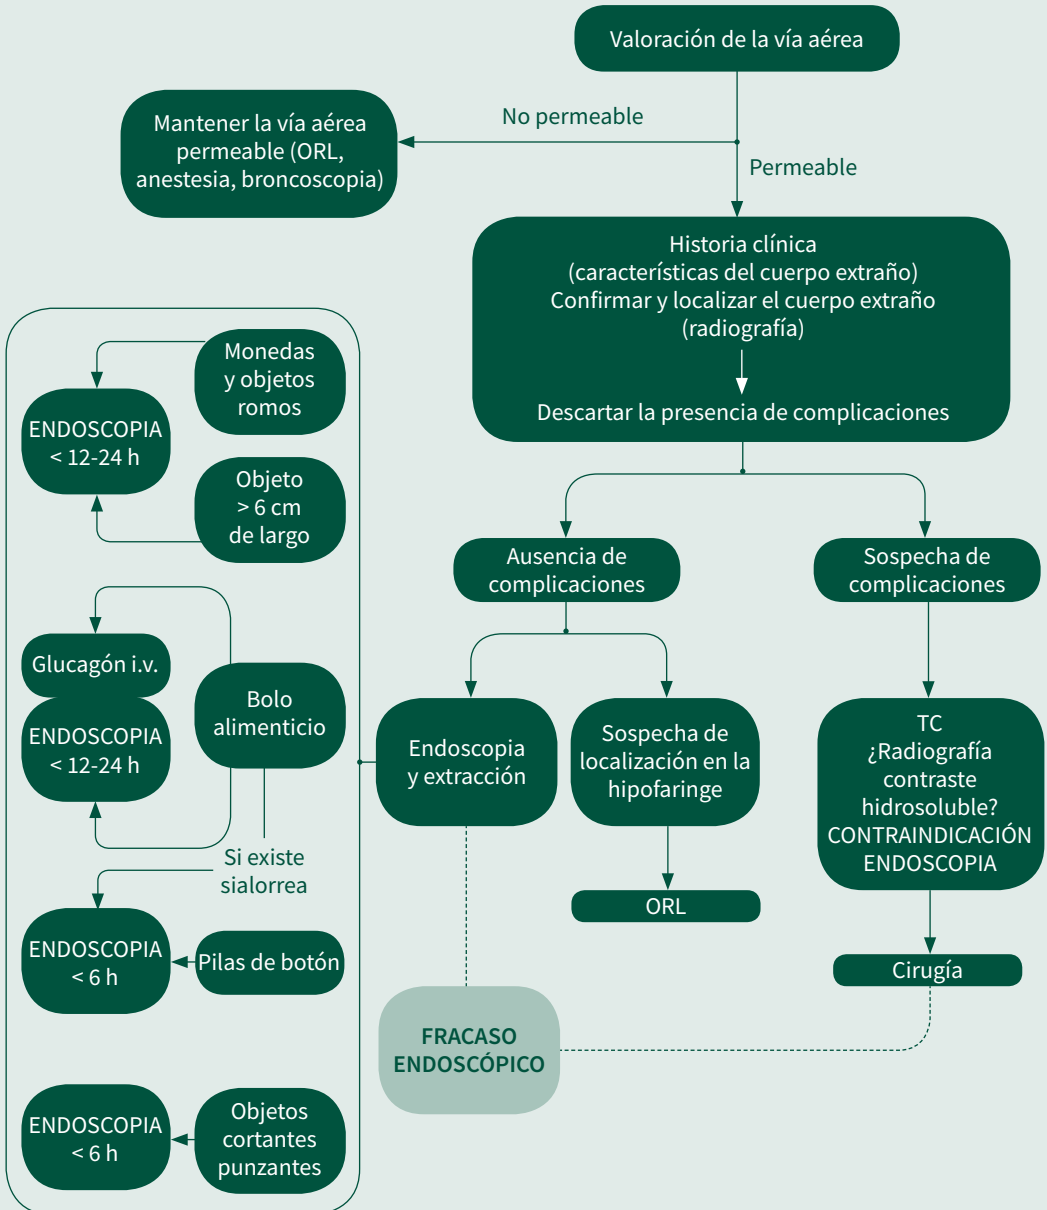 Valoración de la vía aérea
No permeable
Mantener la vía aérea
permeable (ORL,
anestesia, broncoscopia)
Permeable
Historia clínica
(características del cuerpo extraño)
Confirmar y localizar el cuerpo extraño
(radiografía)
Descartar la presencia de complicaciones
Ausencia de
complicaciones
Sospecha de
complicaciones
Endoscopia
y extracción
Sospecha de
localización en la
hipofaringe
TC
¿Radiografía
contraste
hidrosoluble?
CONTRAINDICACIÓN
ENDOSCOPIA
ORL
Cirugía
FRACASO
ENDOSCÓPICO
Monedas
y objetos
romos
ENDOSCOPIA
< 12-24 h
Objeto
> 6 cm
de largo
Glucagón i.v.
ENDOSCOPIA
< 12-24 h
Bolo
alimenticio
Si existe
sialorrea
ENDOSCOPIA
< 6 h
Pilas de botón
ENDOSCOPIA
< 6 h
Objetos
cortantes
punzantes